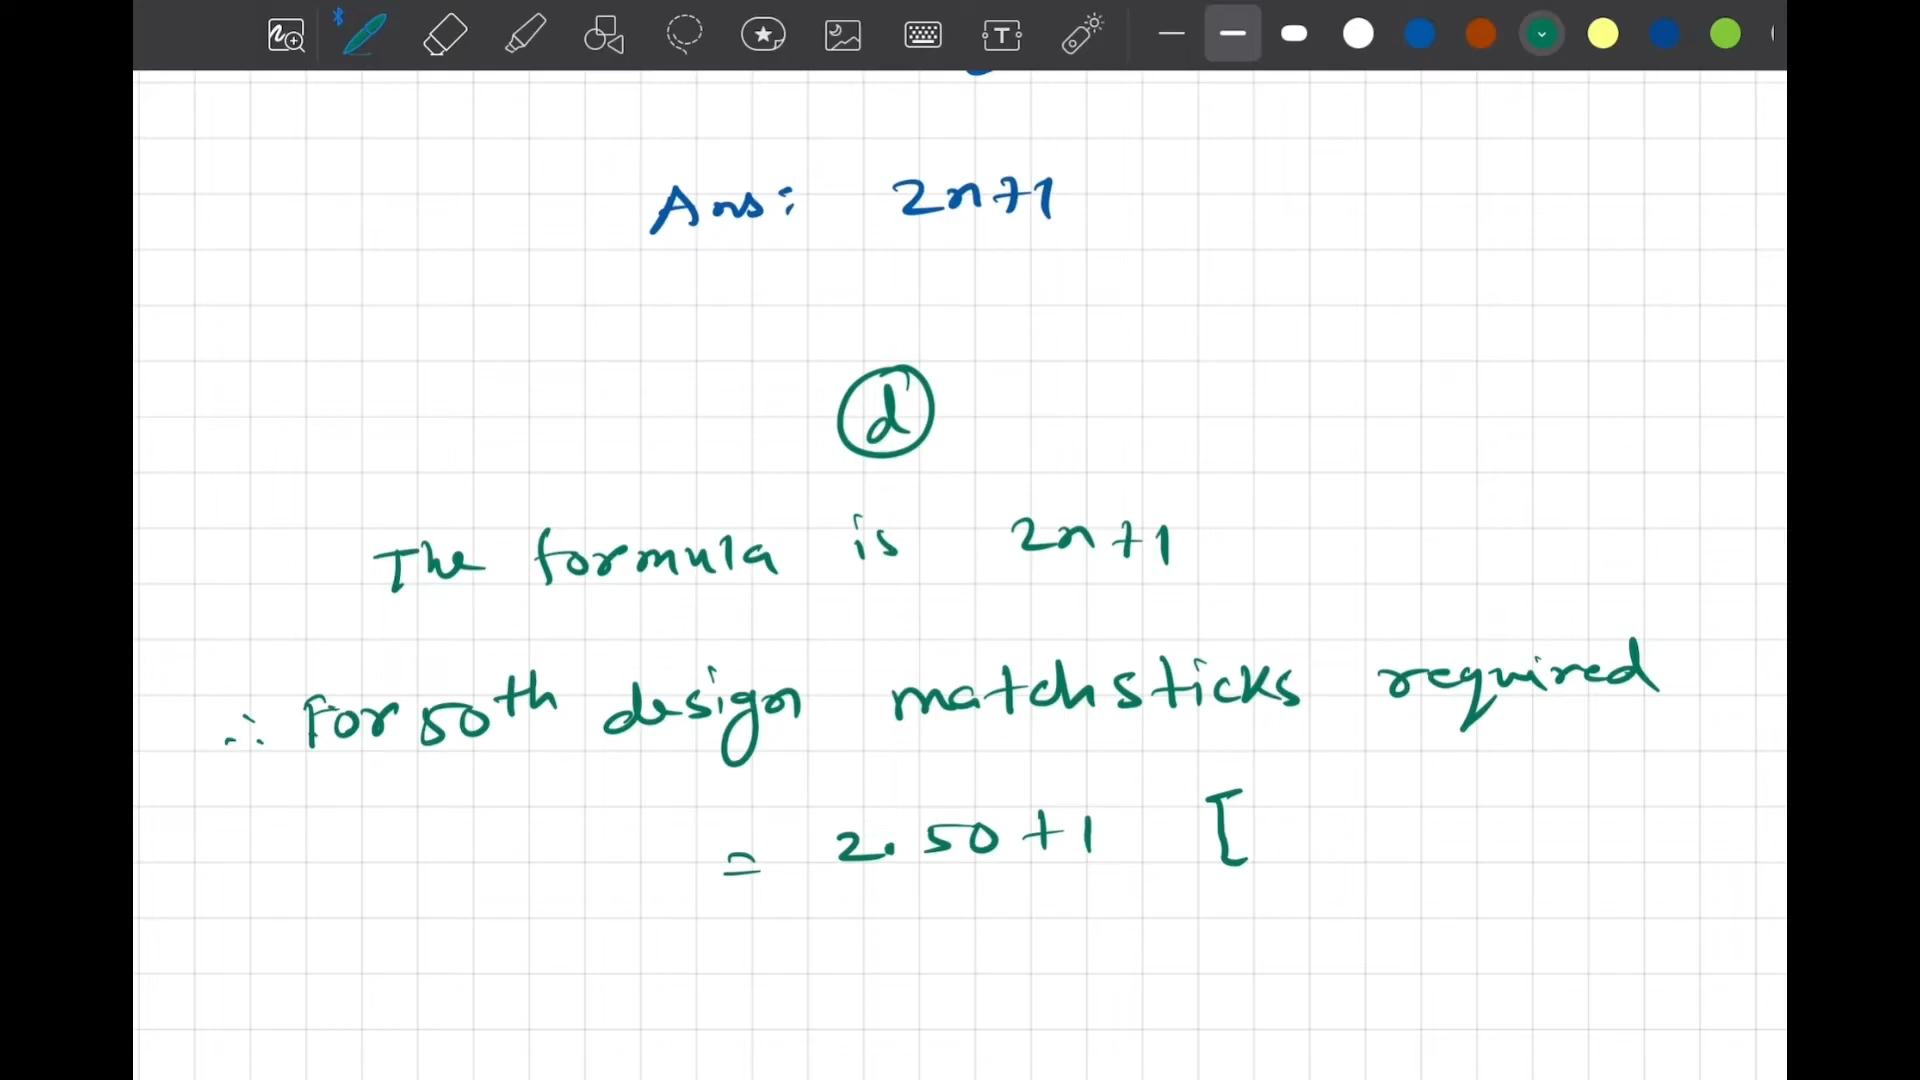 Ans: 2n+1
d
The formula is 2n+1
∴ For 50th design matchsticks required
= 2.50+1 [